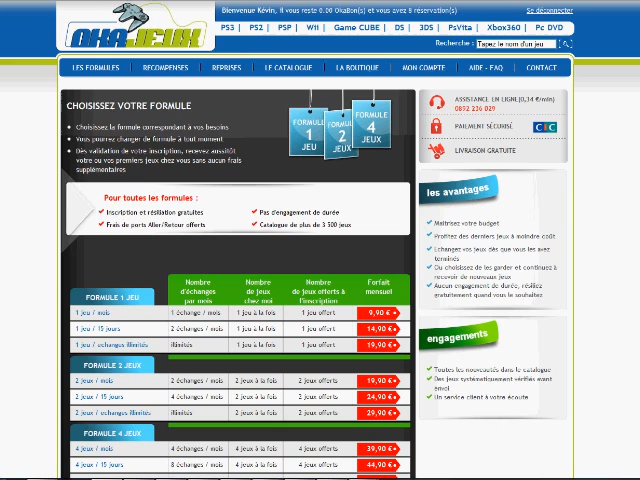 OKAJEUX
Bienvenue Kévin, il vous reste 0.00 OkaBon(s) et vous avez 8 réservation(s)
Se déconnecter
PS3 | PS2 | PSP | Wii | Game CUBE | DS | 3DS | PsVita | Xbox360 | Pc DVD
Recherche : Tapez le nom d'un jeu
LES FORMULES | RECOMPENSES | REPRISES | LE CATALOGUE | LA BOUTIQUE | MON COMPTE | AIDE - FAQ | CONTACT
CHOISISSEZ VOTRE FORMULE
Choisissez la formule correspondant à vos besoins
Vous pourrez changer de formule à tout moment
Dès validation de votre inscription, recevez aussitôt
votre ou vos premiers jeux chez vous sans aucun frais
supplémentaires
FORMULE 1 JEU
FORMULE 2 JEUX
FORMULE 4 JEUX
Pour toutes les formules :
Inscription et résiliation gratuites
Pas d'engagement de durée
Frais de ports Aller/Retour offerts
Catalogue de plus de 3 500 jeux
Nombre d'échanges par mois
Nombre de jeux chez moi
Nombre de jeux offerts à l'inscription
Forfait mensuel
FORMULE 1 JEU
1 jeu / mois 1 échange / mois 1 jeu à la fois 1 jeu offert 9,90 €
1 jeu / 15 jours 2 échanges / mois 1 jeu à la fois 1 jeu offert 14,90 €
1 jeu / echanges illimités illimités 1 jeu à la fois 1 jeu offert 19,90 €
FORMULE 2 JEUX
2 jeux / mois 2 échanges / mois 2 jeux à la fois 2 jeux offerts 19,90 €
2 jeux / 15 jours 4 échanges / mois 2 jeux à la fois 2 jeux offerts 24,90 €
2 jeux / echanges illimités illimités 2 jeux à la fois 2 jeux offerts 29,90 €
FORMULE 4 JEUX
4 jeux / mois 4 échanges / mois 4 jeux à la fois 4 jeux offerts 39,90 €
4 jeux / 15 jours 8 échanges / mois 4 jeux à la fois 4 jeux offerts 44,90 €
ASSISTANCE EN LIGNE(0,34 €/min)
0892 236 029
PAIEMENT SÉCURISÉ CIC
LIVRAISON GRATUITE
les avantages
Maitrisez votre budget
Profitez des derniers jeux à moindre coût
Echangez vos jeux dès que vous les avez
terminés
Ou choisissez de les garder et continuez à
recevoir de nouveaux jeux
Aucun engagement de durée, résiliez
gratuitement quand vous le souhaitez
engagements
Toutes les nouveautés dans le catalogue
Des jeux systématiquement vérifiés avant
envoi
Un service client à votre écoute